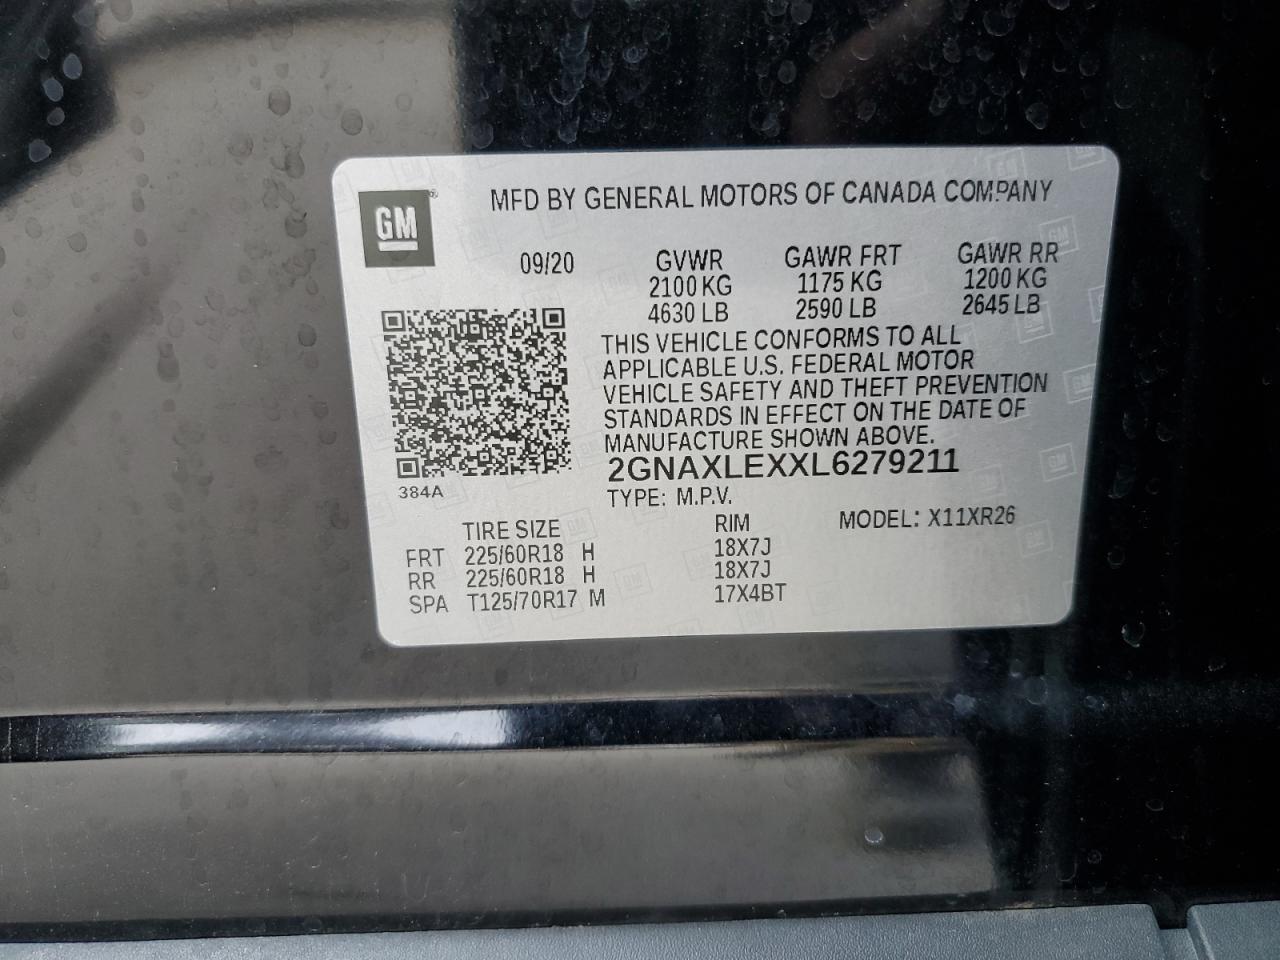 GM®
MFD BY GENERAL MOTORS OF CANADA COMPANY
09/20 GVWR GAWR FRT GAWR RR
2100 KG 1175 KG 1200 KG
4630 LB 2590 LB 2645 LB
THIS VEHICLE CONFORMS TO ALL
APPLICABLE U.S. FEDERAL MOTOR
VEHICLE SAFETY AND THEFT PREVENTION
STANDARDS IN EFFECT ON THE DATE OF
MANUFACTURE SHOWN ABOVE.
2GNAXLEXXL6279211
384A
TYPE: M.P.V.
TIRE SIZE RIM MODEL: X11XR26
FRT 225/60R18 H 18X7J
RR 225/60R18 H 18X7J
SPA T125/70R17 M 17X4BT